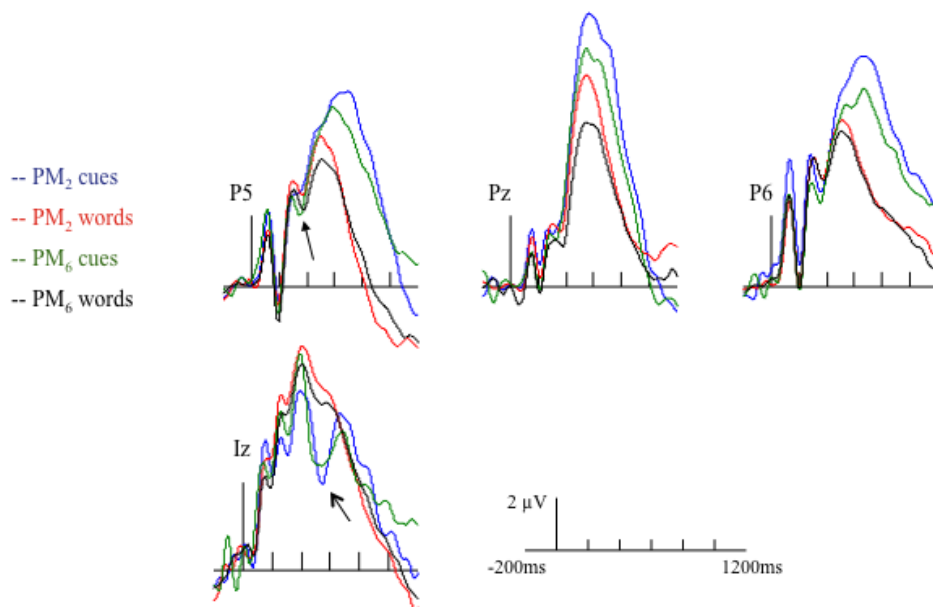 P5
Pz
P6
-- PM₂ cues
-- PM₂ words
-- PM₆ cues
-- PM₆ words
Iz
2 µV
-200ms
1200ms